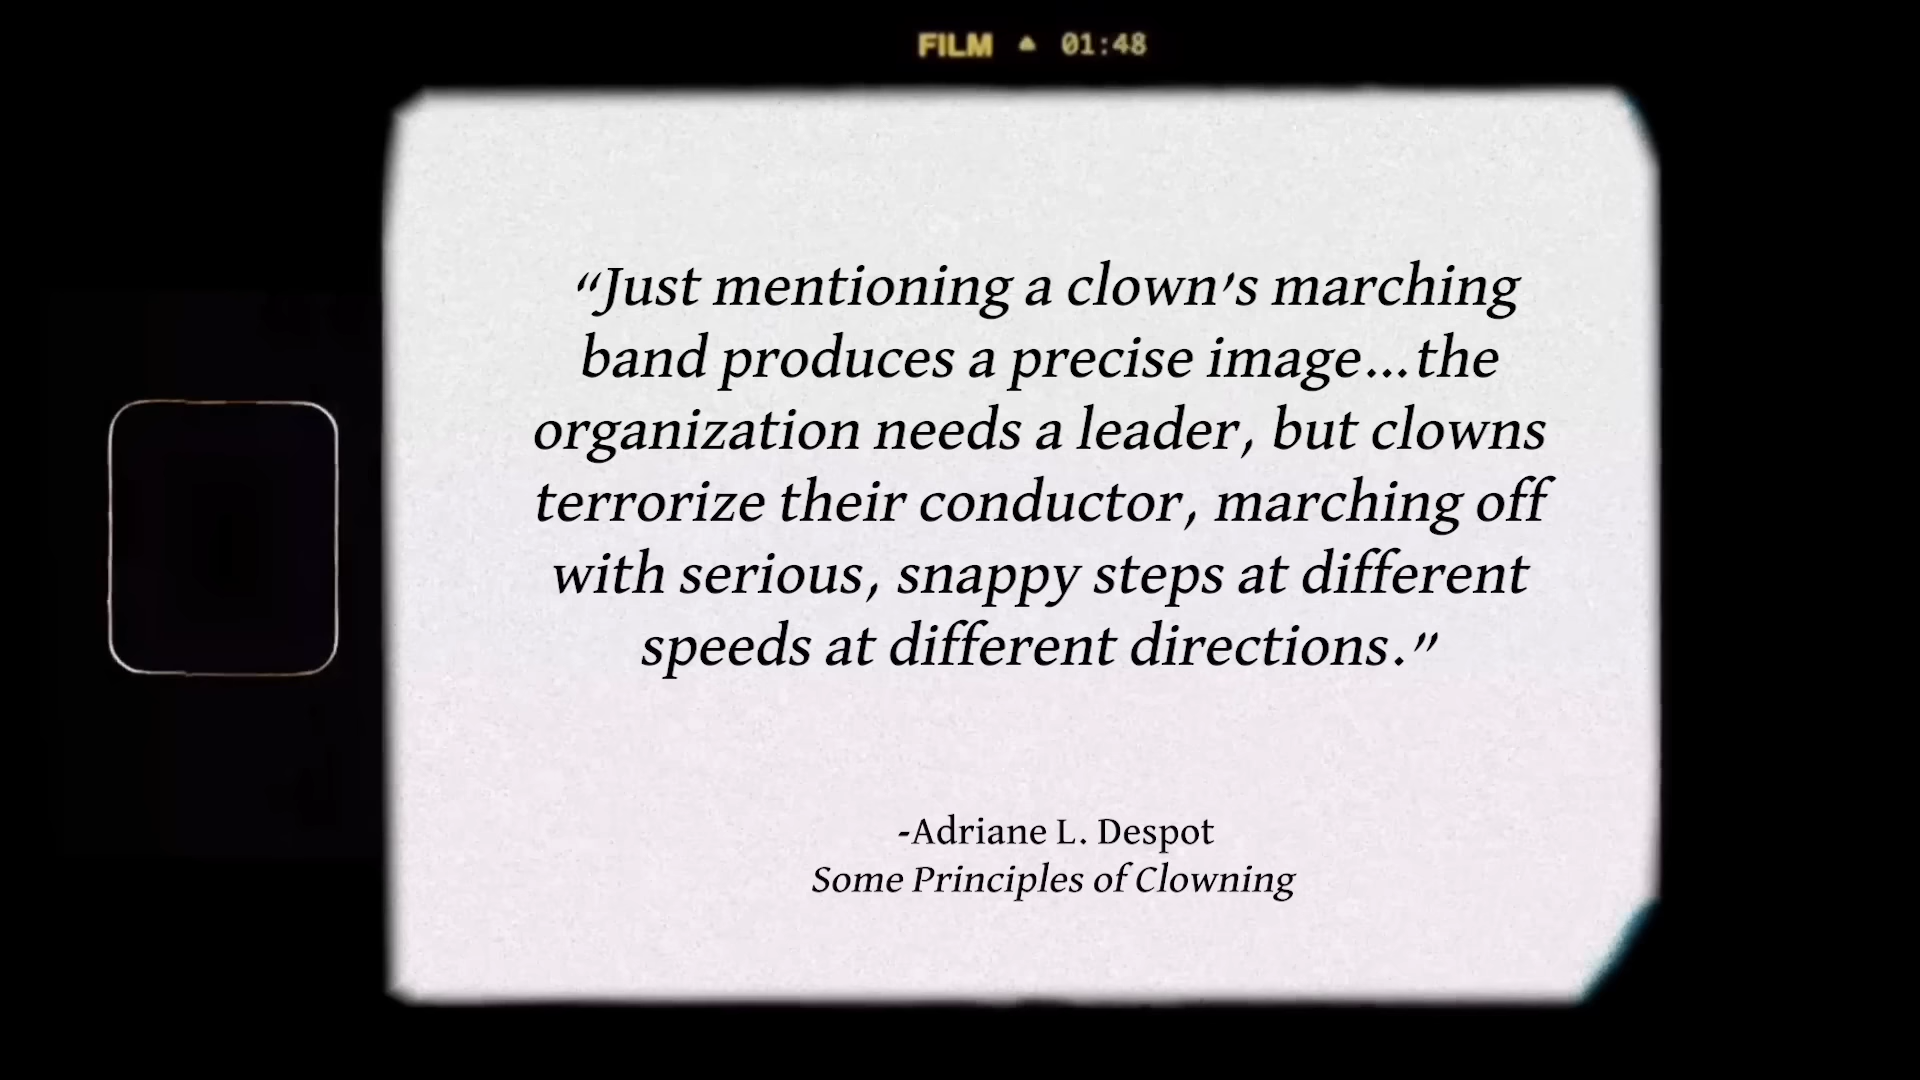 FILM ▲ 01:48
“Just mentioning a clown’s marching
band produces a precise image...the
organization needs a leader, but clowns
terrorize their conductor, marching off
with serious, snappy steps at different
speeds at different directions.”
-Adriane L. Despot
Some Principles of Clowning